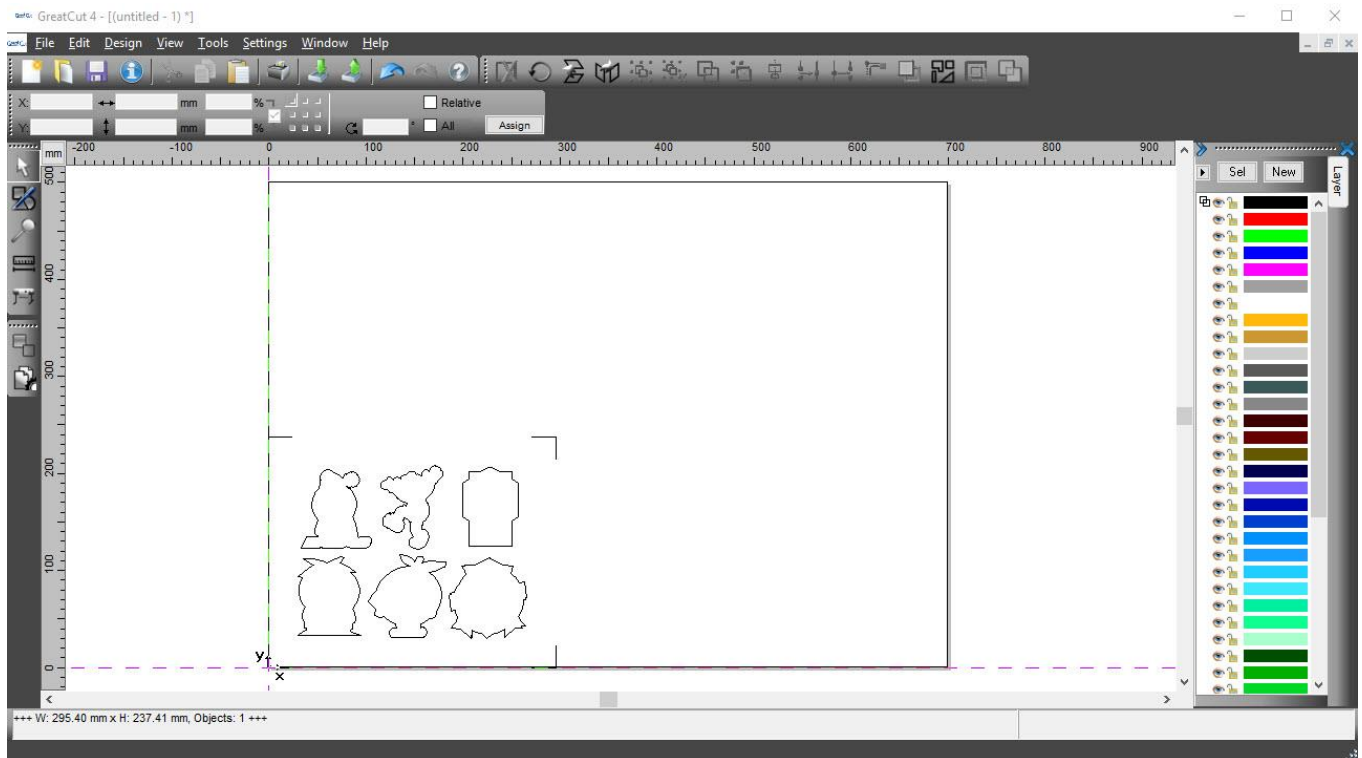 GreatCut 4 - [(untitled - 1) *]
File Edit Design View Tools Settings Window Help
X: mm % Relative
Y: mm % ° All Assign
mm -200 -100 0 100 200 300 400 500 600 700 800 900
Sel New
Layer
500
400
300
200
100
0
Y
X
+++ W: 295.40 mm x H: 237.41 mm, Objects: 1 +++